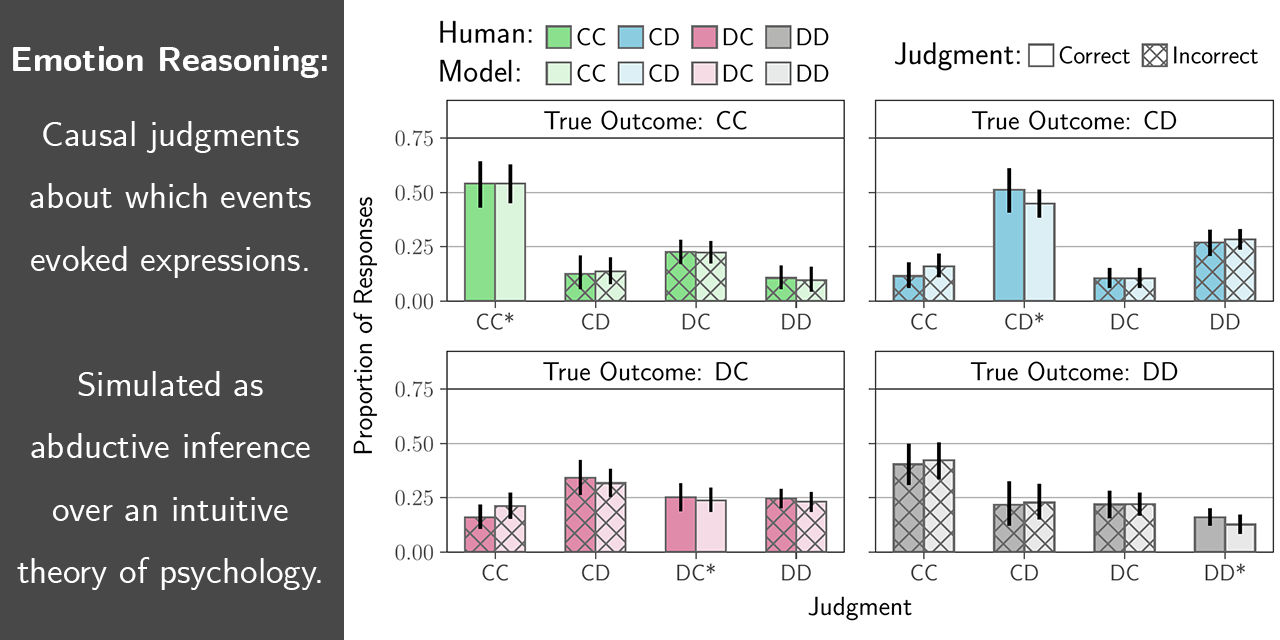 Emotion Reasoning:
Causal judgments
about which events
evoked expressions.
Simulated as
abductive inference
over an intuitive
theory of psychology.
Human: CC CD DC DD
Model: CC CD DC DD
Judgment: Correct Incorrect
Proportion of Responses
True Outcome: CC
0.75
0.50
0.25
0.00
CC* CD DC DD
True Outcome: CD
CC CD* DC DD
True Outcome: DC
0.75
0.50
0.25
0.00
CC CD DC* DD
True Outcome: DD
CC CD DC DD*
Judgment